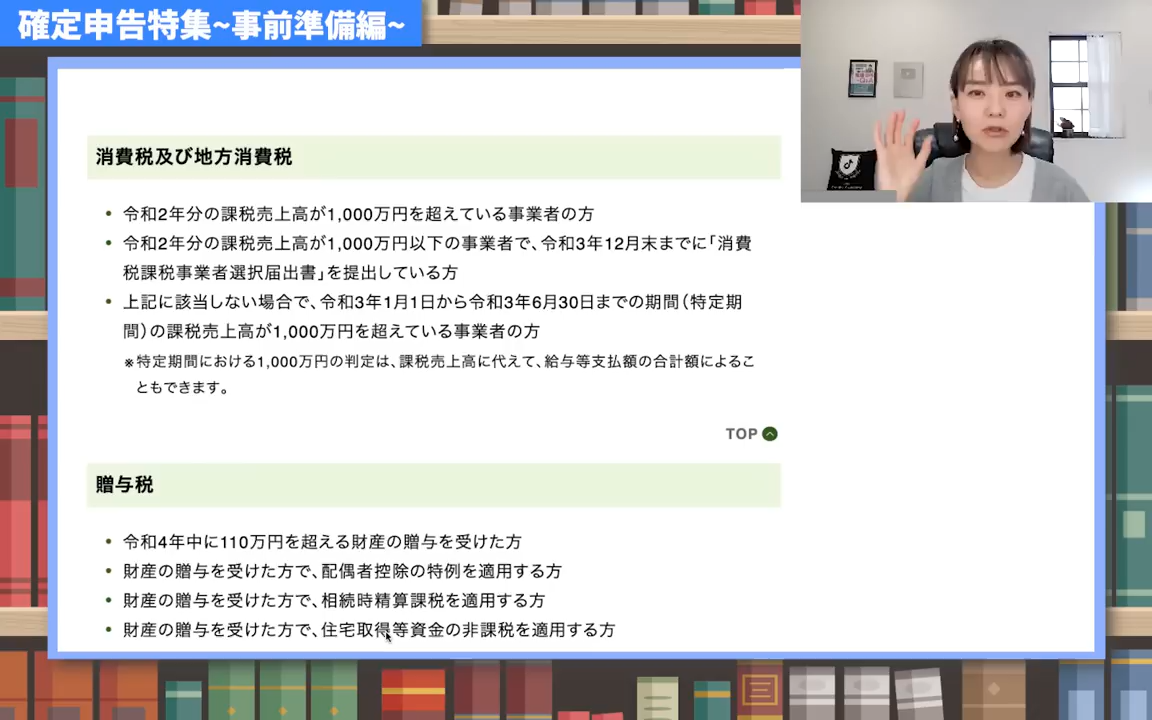 確定申告特集~事前準備編~
消費税及び地方消費税
• 令和2年分の課税売上高が1,000万円を超えている事業者の方
• 令和2年分の課税売上高が1,000万円以下の事業者で、令和3年12月末までに「消費
税課税事業者選択届出書」を提出している方
• 上記に該当しない場合で、令和3年1月1日から令和3年6月30日までの期間（特定期
間）の課税売上高が1,000万円を超えている事業者の方
※特定期間における1,000万円の判定は、課税売上高に代えて、給与等支払額の合計額によるこ
ともできます。
TOP
贈与税
• 令和4年中に110万円を超える財産の贈与を受けた方
• 財産の贈与を受けた方で、配偶者控除の特例を適用する方
• 財産の贈与を受けた方で、相続時精算課税を適用する方
• 財産の贈与を受けた方で、住宅取得等資金の非課税を適用する方